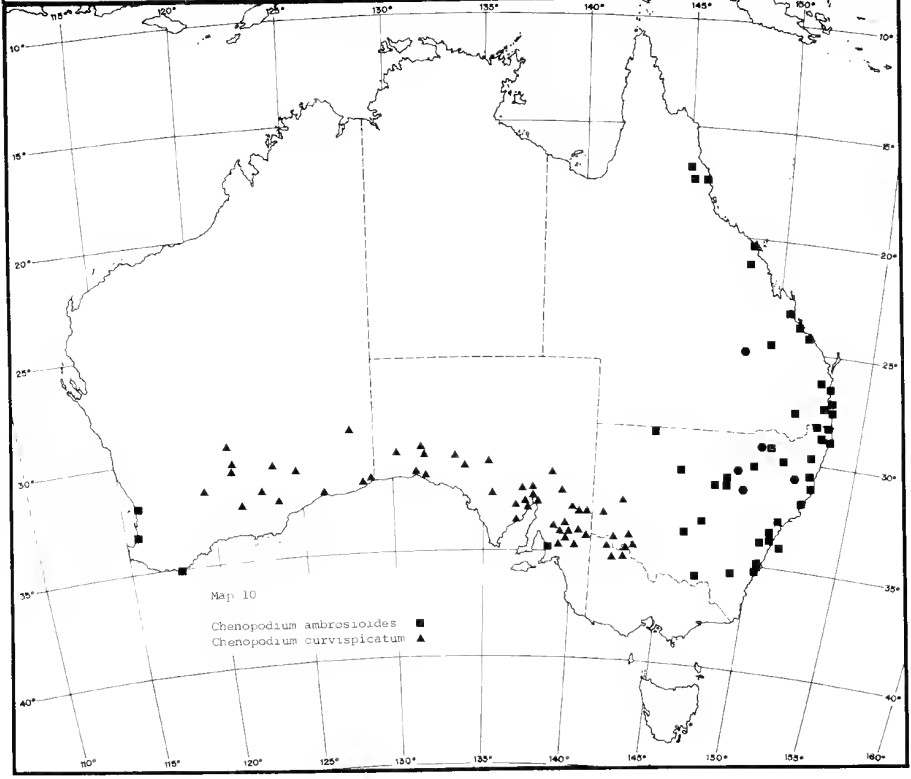 115° 120° 125° 130° 135° 140° 145° 150°
10° 10°
15° 15°
20° 20°
25° 25°
30° 30°
35° 35°
Map 10
Chenopodium ambrosioides ■
Chenopodium curvispicatum ▲
40° 40°
110° 115° 120° 125° 130° 135° 140° 145° 150° 155° 160°